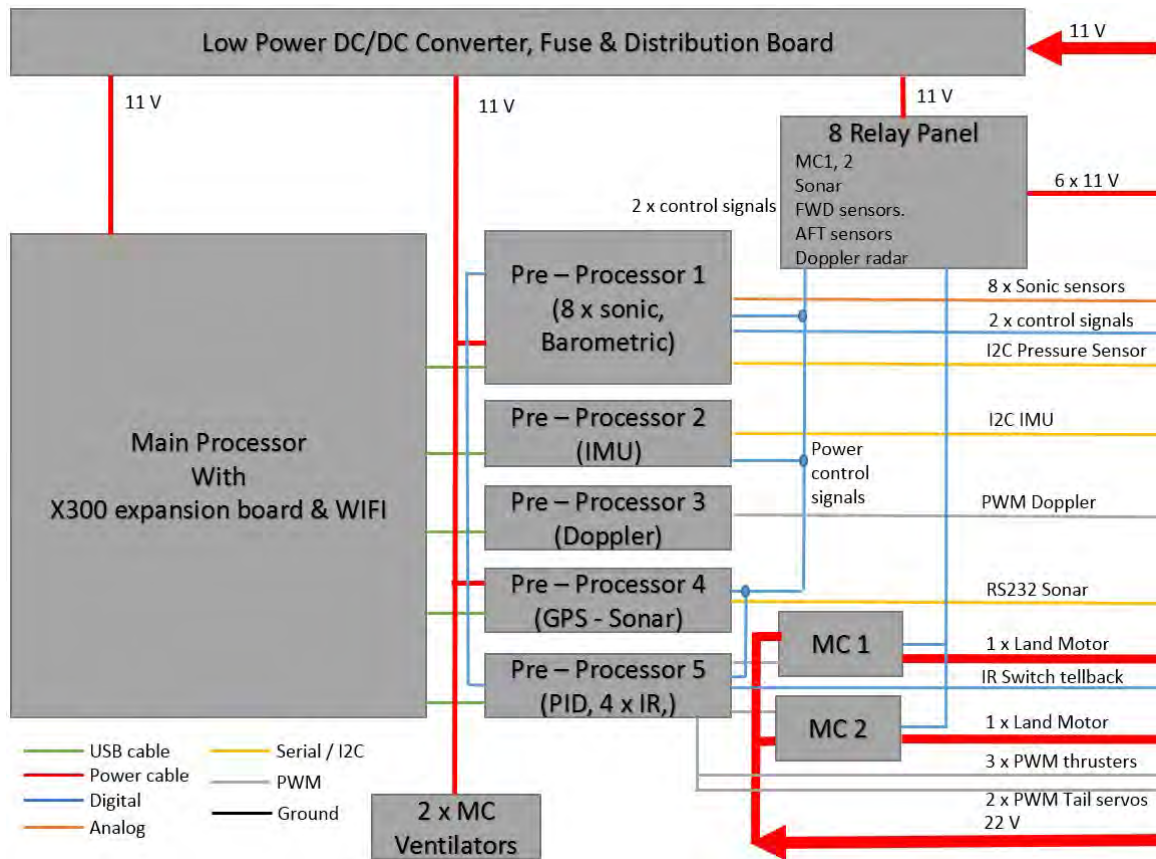 Low Power DC/DC Converter, Fuse & Distribution Board
11 V
11 V
11 V
11 V
8 Relay Panel
MC1, 2
Sonar
FWD sensors.
AFT sensors
Doppler radar
6 x 11 V
2 x control signals
Pre – Processor 1
(8 x sonic,
Barometric)
8 x Sonic sensors
2 x control signals
I2C Pressure Sensor
Main Processor
With
X300 expansion board & WIFI
Pre – Processor 2
(IMU)
I2C IMU
Power
control
signals
Pre – Processor 3
(Doppler)
PWM Doppler
Pre – Processor 4
(GPS - Sonar)
RS232 Sonar
MC 1
1 x Land Motor
Pre – Processor 5
(PID, 4 x IR,)
IR Switch tellback
MC 2
1 x Land Motor
3 x PWM thrusters
2 x PWM Tail servos
22 V
USB cable
Power cable
Digital
Analog
Serial / I2C
PWM
Ground
2 x MC
Ventilators